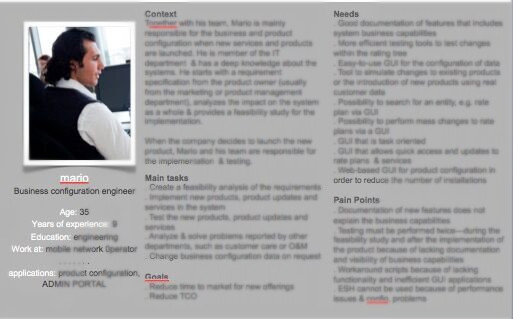 mario
Business configuration engineer
Age: 35
Years of experience: 9
Education: engineering
Work at: mobile network Operator
applications: product configuration,
ADMIN PORTAL
Context
Together with his team, Mario is mainly
responsible for the business and product
configuration when new services and products
are launched. He is member of the IT
department & has a deep knowledge about the
systems. He starts with a requirement
specification from the product owner (usually
from the marketing or product management
department), analyzes the impact on the system
as a whole & provides a feasibility study for the
implementation.
When the company decides to launch the new
product, Mario and his team are responsible for
the implementation & testing.
Main tasks
. Create a feasibility analysis of the requirements
. Implement new products, product updates and
services in the system
. Test the new products, product updates and
services
. Analyze & solve problems reported by other
departments, such as customer care or O&M
. Change business configuration data on request
Goals
. Reduce time to market for new offerings
. Reduce TCO
Needs
. Good documentation of features that includes
system business capabilities
. More efficient testing tools to test changes
within the rating tree
. Easy-to-use GUI for the configuration of data
. Tool to simulate changes to existing products
or the introduction of new products using real
customer data
. Possibility to search for an entity, e.g. rate
plan via GUI
. Possibility to perform mass changes to rate
plans via a GUI
. GUI that is task oriented
. GUI that allows quick access and updates to
rate plans & services
. Web-based GUI for product configuration in
order to reduce the number of installations
Pain Points
. Documentation of new features does not
explain the business capabilities
. Testing must be performed twice—during the
feasibility study and after the implementation of
the product because of lacking documentation
and visibility of business capabilities
. Workaround scripts because of lacking
functionality and inefficient GUI applications
. ESH cannot be used because of performance
issues & config. problems